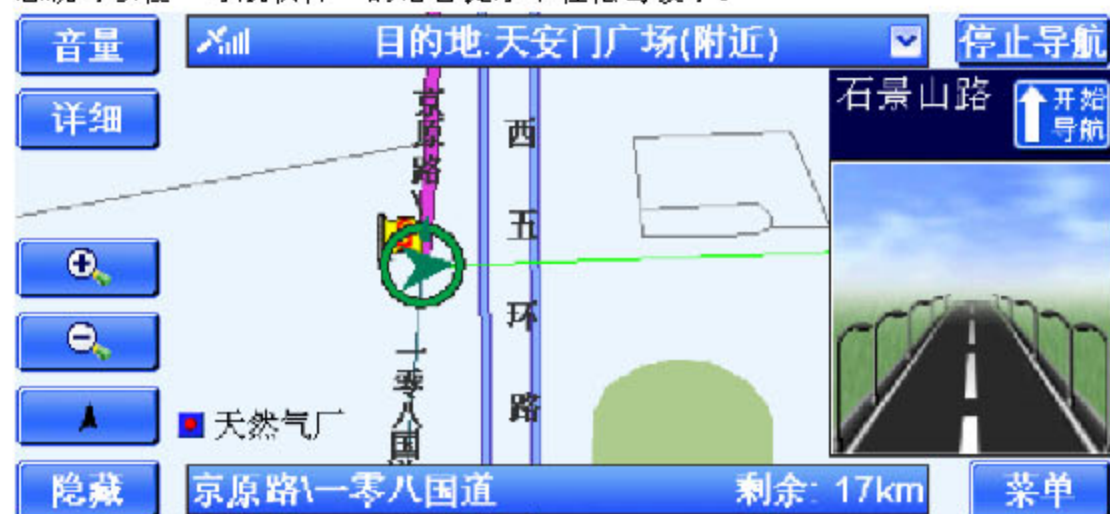 音量
目的地:天安门广场(附近)
停止导航
详细
石景山路
开始
导航
京原路\
西五环路
一零八国道
天然气厂
隐藏
京原路\一零八国道
剩余: 17km
菜单